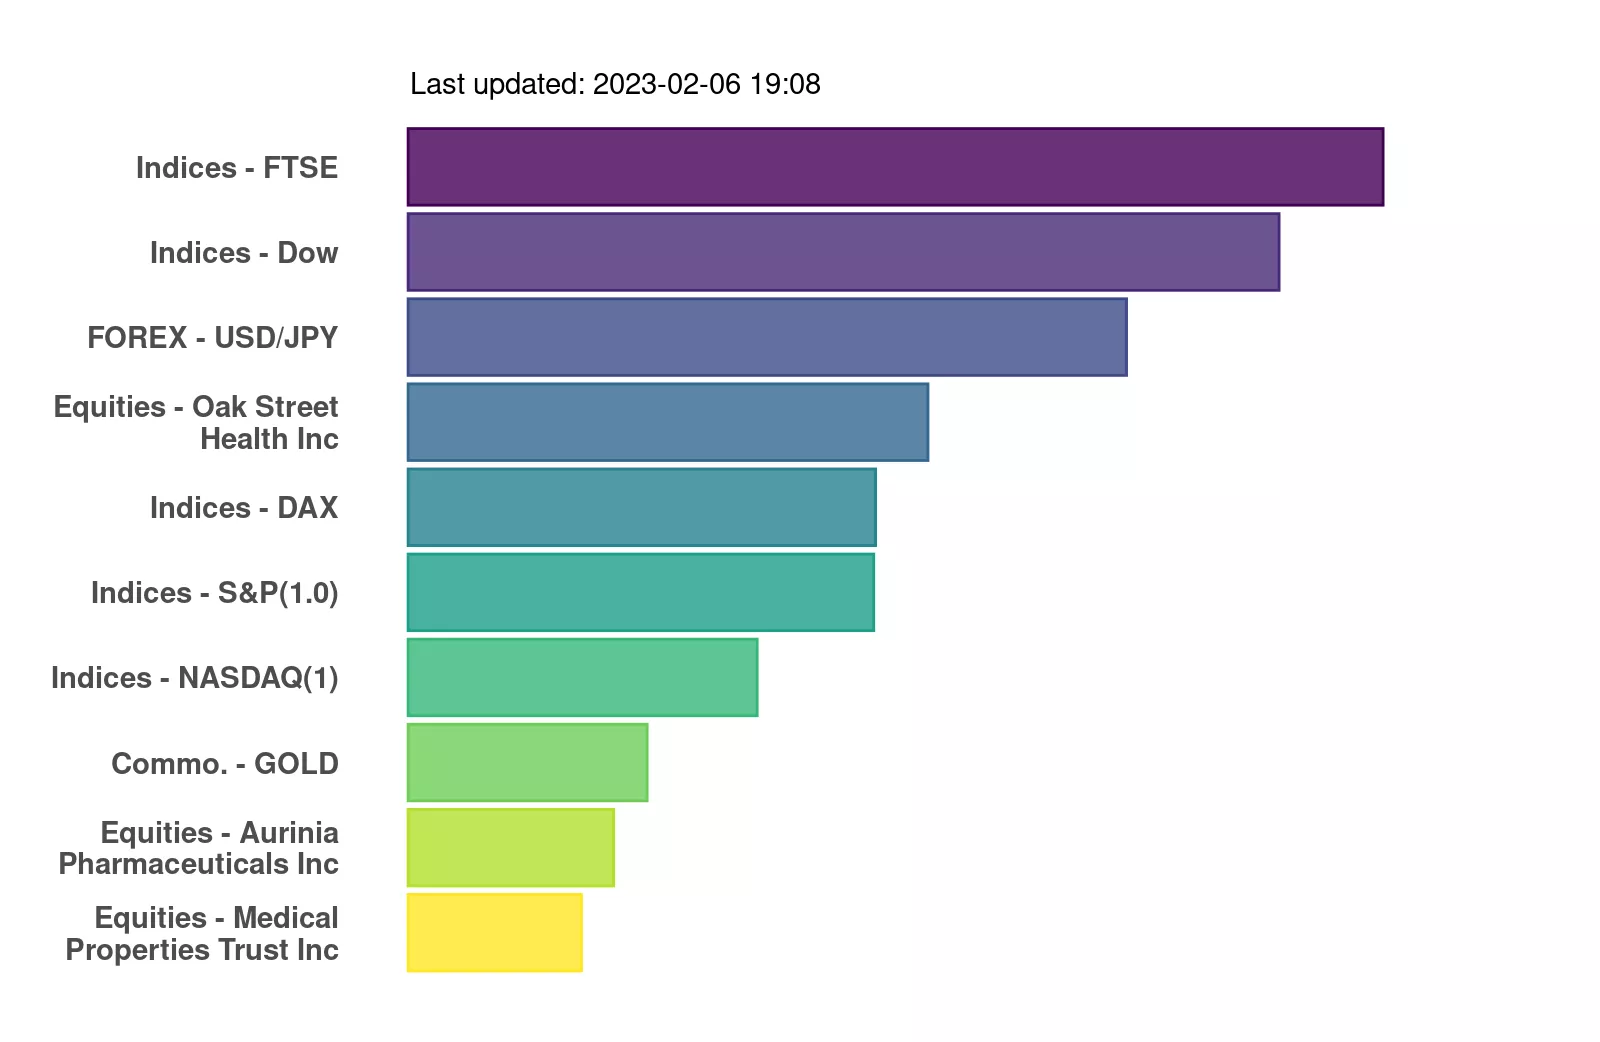 Last updated: 2023-02-06 19:08
Indices - FTSE
Indices - Dow
FOREX - USD/JPY
Equities - Oak Street
Health Inc
Indices - DAX
Indices - S&P(1.0)
Indices - NASDAQ(1)
Commo. - GOLD
Equities - Aurinia
Pharmaceuticals Inc
Equities - Medical
Properties Trust Inc